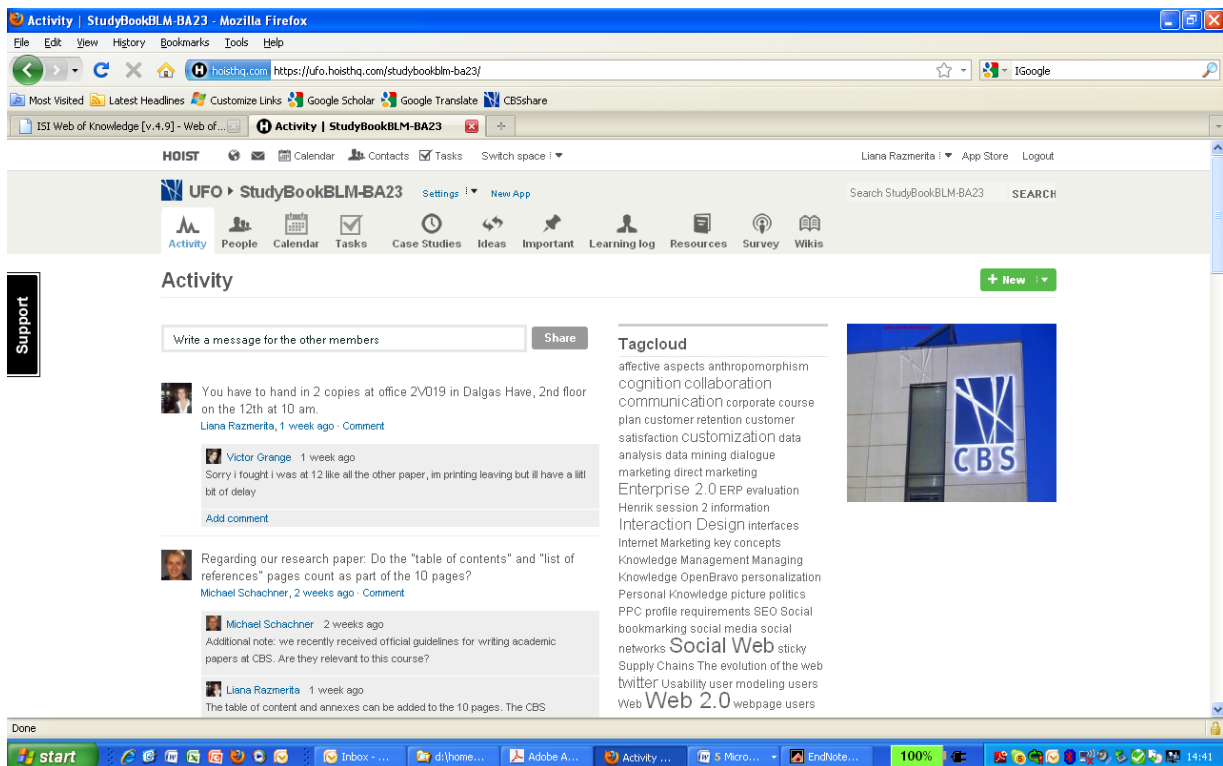 Activity | StudyBookBLM-BA23 - Mozilla Firefox
File Edit View History Bookmarks Tools Help
hoisthq.com https://ufo.hoisthq.com/studybookblm-ba23/ IGoogle
Most Visited Latest Headlines Customize Links Google Scholar Google Translate CBSshare
ISI Web of Knowledge [v.4.9] - Web of... Activity | StudyBookBLM-BA23
HOIST Calendar Contacts Tasks Switch space Liana Razmerita App Store Logout
UFO StudyBookBLM-BA23 Settings New App Search StudyBookBLM-BA23 SEARCH
Activity People Calendar Tasks Case Studies Ideas Important Learning log Resources Survey Wikis
Support
Activity
+ New
Write a message for the other members Share
You have to hand in 2 copies at office 2V019 in Dalgas Have, 2nd floor
on the 12th at 10 am.
Liana Razmerita, 1 week ago · Comment
Victor Grange 1 week ago
Sorry i fought i was at 12 like all the other paper, im printing leaving but ill have a litl
bit of delay
Add comment
Regarding our research paper: Do the "table of contents" and "list of
references" pages count as part of the 10 pages?
Michael Schachner, 2 weeks ago · Comment
Michael Schachner 2 weeks ago
Additional note: we recently received official guidelines for writing academic
papers at CBS. Are they relevant to this course?
Liana Razmerita 1 week ago
The table of content and annexes can be added to the 10 pages. The CBS
Tagcloud
affective aspects anthropomorphism
cognition collaboration
communication corporate course
plan customer retention customer
satisfaction customization data
analysis data mining dialogue
marketing direct marketing
Enterprise 2.0 ERP evaluation
Henrik session 2 information
Interaction Design interfaces
Internet Marketing key concepts
Knowledge Management Managing
Knowledge OpenBravo personalization
Personal Knowledge picture politics
PPC profile requirements SEO Social
bookmarking social media social
networks Social Web sticky
Supply Chains The evolution of the web
twitter Usability user modeling users
Web Web 2.0 webpage users
CBS
Done
start Inbox - ... d:\home... Adobe A... Activity ... 5 Micro... EndNote... 100% 14:41